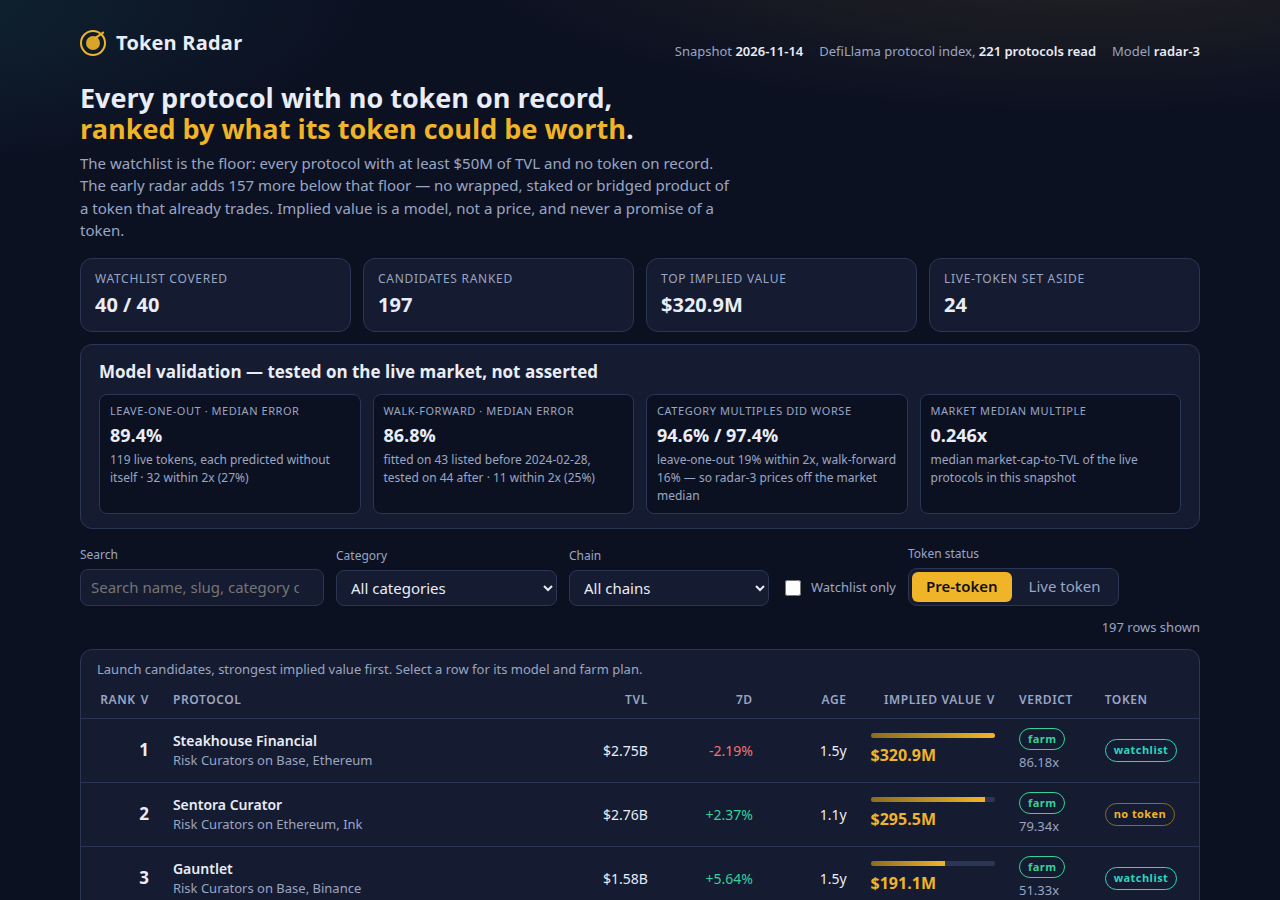 Token Radar
Snapshot 2026-11-14 DefiLlama protocol index, 221 protocols read Model radar-3
Every protocol with no token on record,
ranked by what its token could be worth.
The watchlist is the floor: every protocol with at least $50M of TVL and no token on record.
The early radar adds 157 more below that floor — no wrapped, staked or bridged product of
a token that already trades. Implied value is a model, not a price, and never a promise of a
token.
WATCHLIST COVERED
40 / 40
CANDIDATES RANKED
197
TOP IMPLIED VALUE
$320.9M
LIVE-TOKEN SET ASIDE
24
Model validation — tested on the live market, not asserted
LEAVE-ONE-OUT · MEDIAN ERROR
89.4%
119 live tokens, each predicted without
itself · 32 within 2x (27%)
WALK-FORWARD · MEDIAN ERROR
86.8%
fitted on 43 listed before 2024-02-28,
tested on 44 after · 11 within 2x (25%)
CATEGORY MULTIPLES DID WORSE
94.6% / 97.4%
leave-one-out 19% within 2x, walk-forward
16% — so radar-3 prices off the market
median
MARKET MEDIAN MULTIPLE
0.246x
median market-cap-to-TVL of the live
protocols in this snapshot
Search
Search name, slug, category c
Category
All categories
Chain
All chains
Watchlist only
Token status
Pre-token Live token
197 rows shown
Launch candidates, strongest implied value first. Select a row for its model and farm plan.
RANK V PROTOCOL TVL 7D AGE IMPLIED VALUE V VERDICT TOKEN
1 Steakhouse Financial $2.75B -2.19% 1.5y $320.9M farm watchlist
Risk Curators on Base, Ethereum 86.18x
2 Sentora Curator $2.76B +2.37% 1.1y $295.5M farm no token
Risk Curators on Ethereum, Ink 79.34x
3 Gauntlet $1.58B +5.64% 1.5y $191.1M farm watchlist
Risk Curators on Base, Binance 51.33x